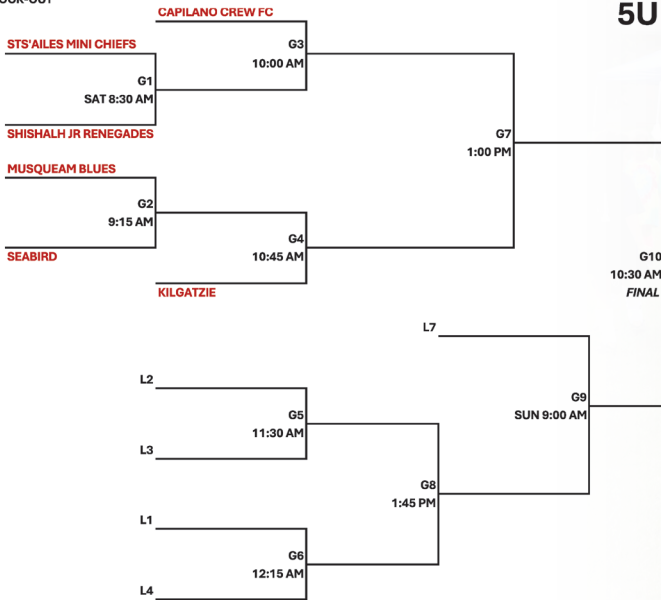 5U
CAPILANO CREW FC
STS'AILES MINI CHIEFS
G3
10:00 AM
G1
SAT 8:30 AM
SHISHALH JR RENEGADES
G7
1:00 PM
MUSQUEAM BLUES
G2
9:15 AM
G4
10:45 AM
SEABIRD
G10
10:30 AM
FINAL
KILGATZIE
L7
L2
G9
SUN 9:00 AM
G5
11:30 AM
L3
G8
1:45 PM
L1
G6
12:15 AM
L4